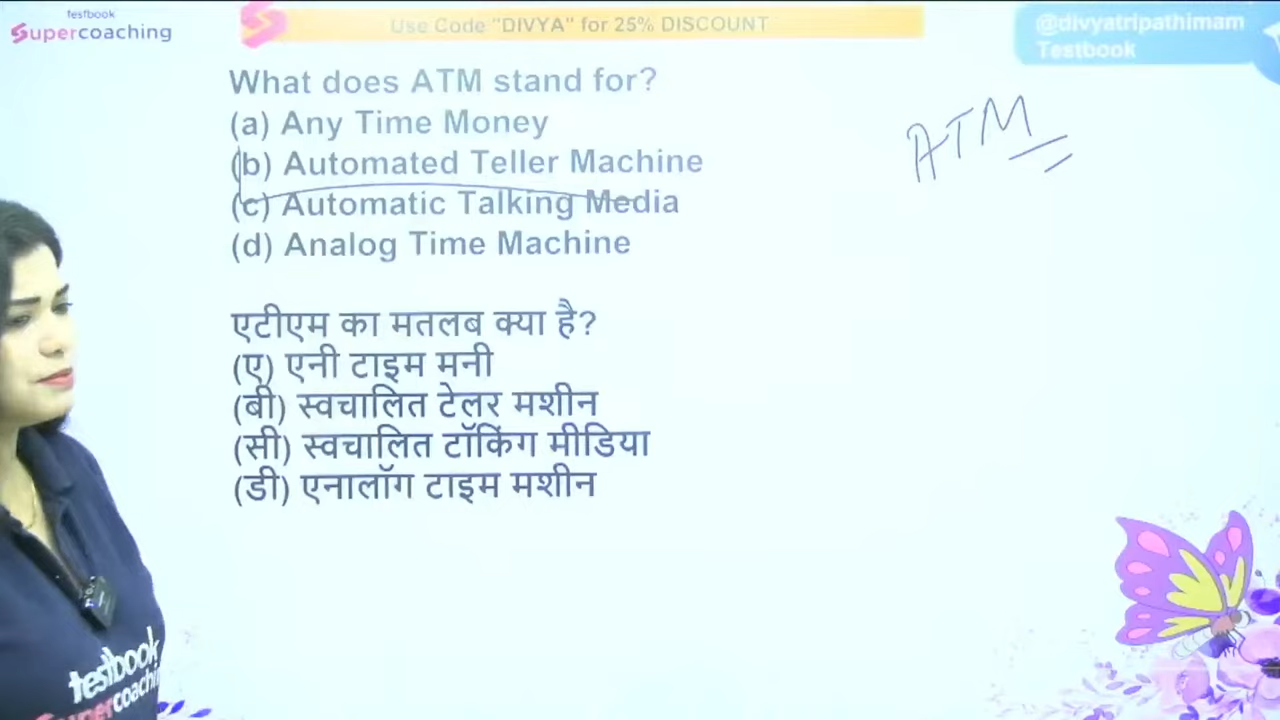 testbook
Supercoaching
Use Code "DIVYA" for 25% DISCOUNT
@divyatripathimam
Testbook
What does ATM stand for?
(a) Any Time Money
(b) Automated Teller Machine
(c) Automatic Talking Media
(d) Analog Time Machine
ATM
एटीएम का मतलब क्या है?
(ए) एनी टाइम मनी
(बी) स्वचालित टेलर मशीन
(सी) स्वचालित टॉकिंग मीडिया
(डी) एनालॉग टाइम मशीन
testbook
Supercoaching